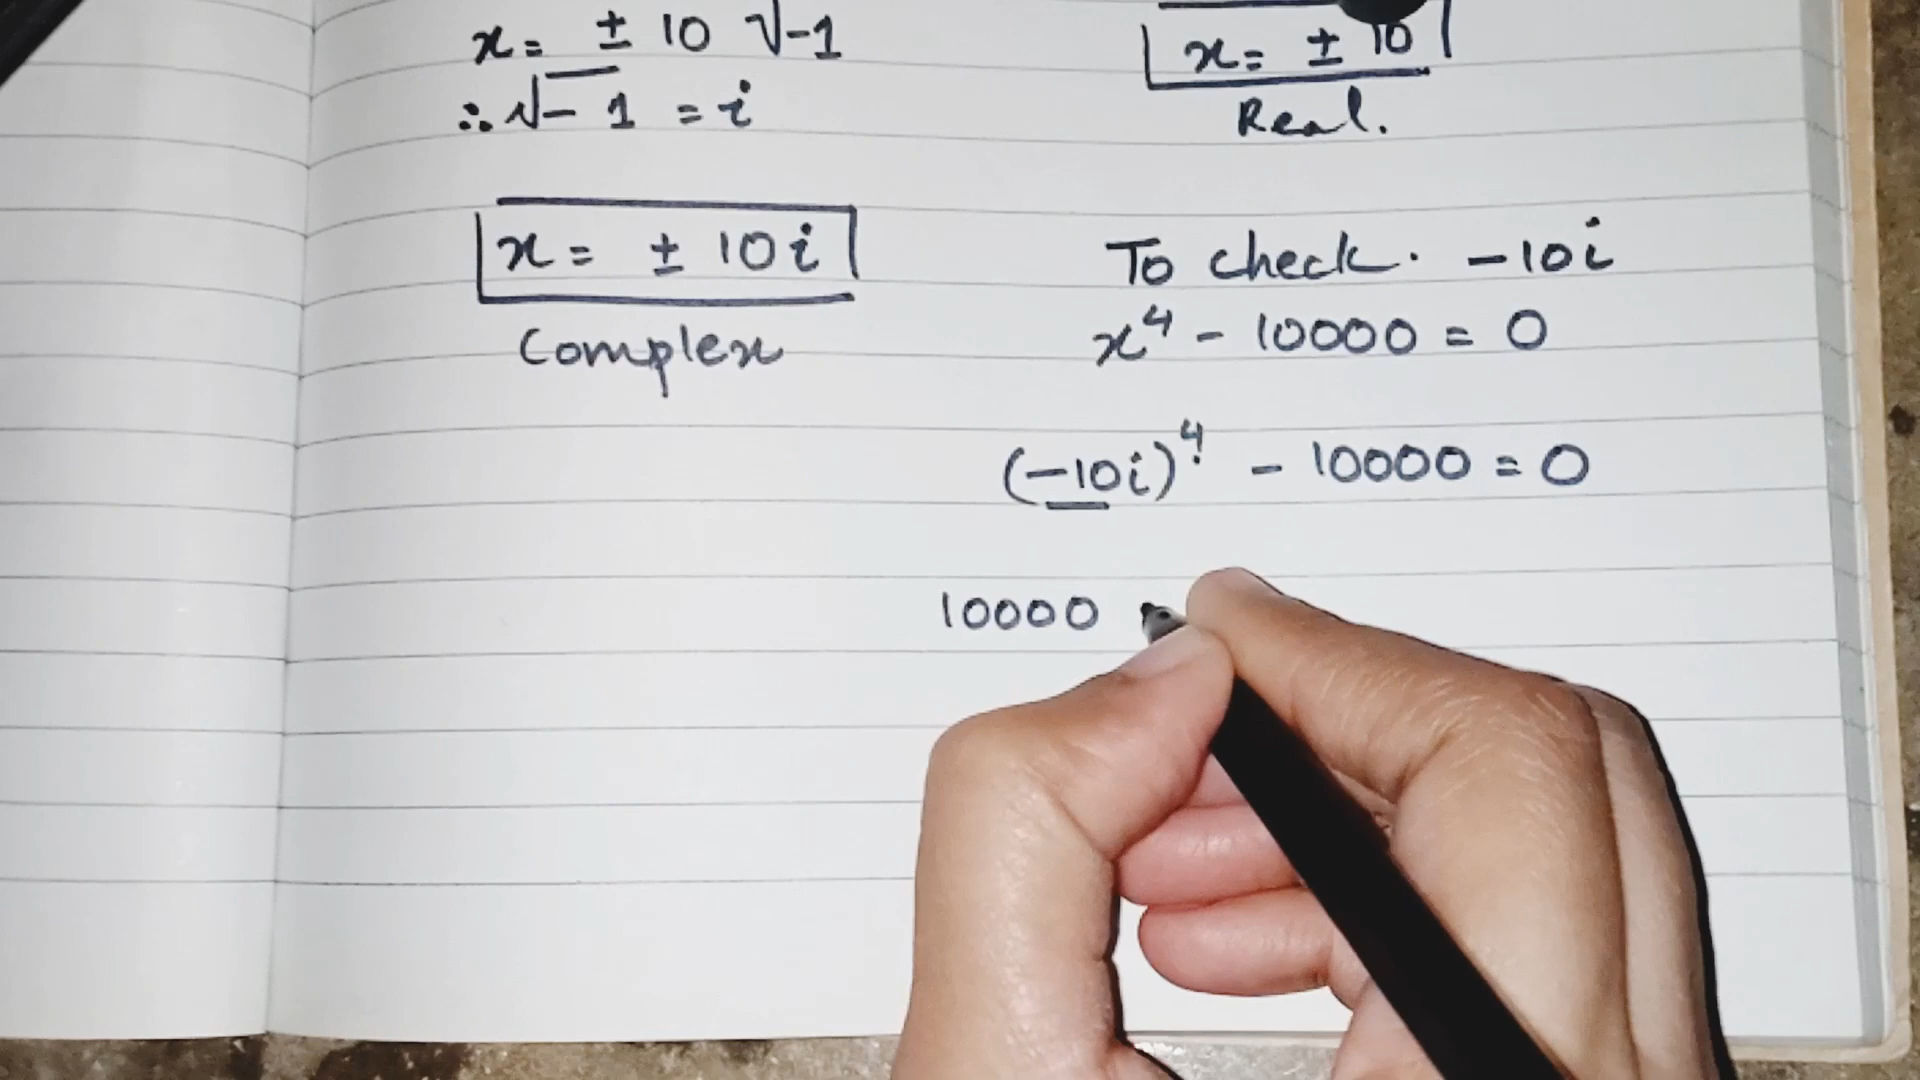 x = ± 10 √-1
∴ √-1 = i
x = ± 10i
Complex
x = ± 10
Real.
To check. -10i
x⁴ - 10000 = 0
(-10i)⁴ - 10000 = 0
10000